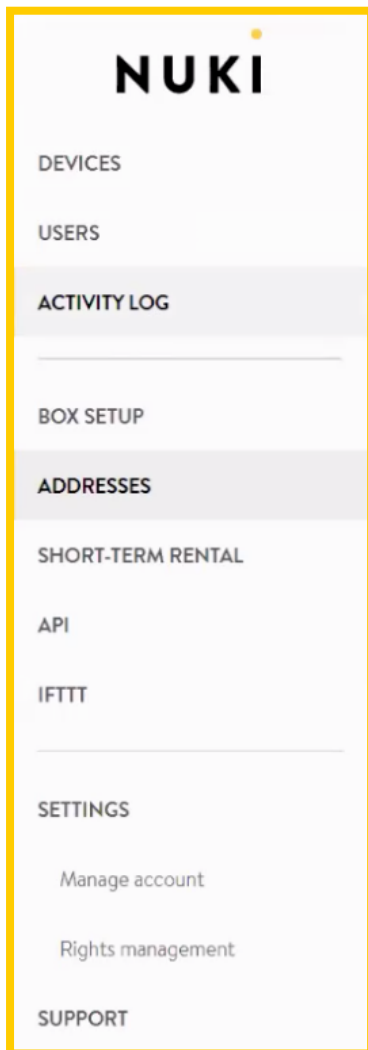 NUKI
DEVICES
USERS
ACTIVITY LOG
BOX SETUP
ADDRESSES
SHORT-TERM RENTAL
API
IFTTT
SETTINGS
Manage account
Rights management
SUPPORT